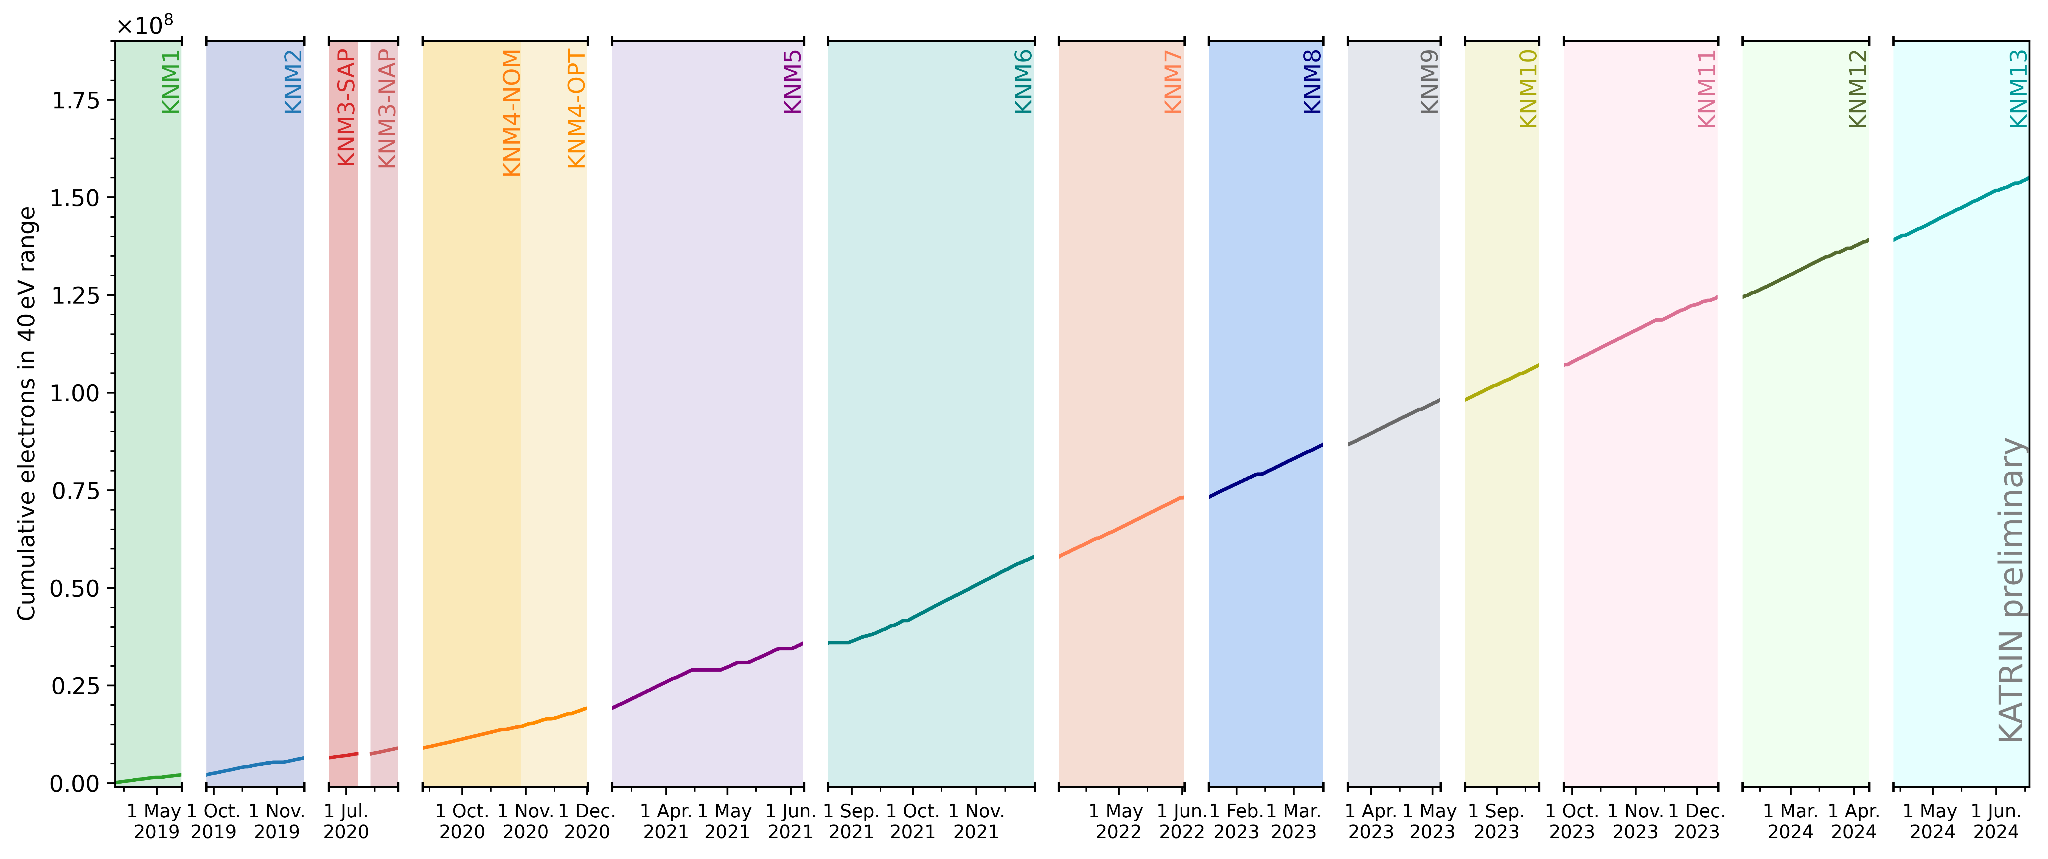 ×10⁸
KNM1
KNM2
KNM3-SAP
KNM3-NAP
KNM4-NOM
KNM4-OPT
KNM5
KNM6
KNM7
KNM8
KNM9
KNM10
KNM11
KNM12
KNM13
Cumulative electrons in 40 eV range
1.75
1.50
1.25
1.00
0.75
0.50
0.25
0.00
KATRIN preliminary
1 May 1 Oct. 1 Nov. 1 Jul. 1 Oct. 1 Nov. 1 Dec. 1 Apr. 1 May 1 Jun. 1 Sep. 1 Oct. 1 Nov. 1 May 1 Jun. 1 Feb. 1 Mar. 1 Apr. 1 May 1 Sep. 1 Oct. 1 Nov. 1 Dec. 1 Mar. 1 Apr. 1 May 1 Jun.
2019 2019 2019 2020 2020 2020 2020 2021 2021 2021 2021 2021 2021 2022 2022 2023 2023 2023 2023 2023 2023 2023 2023 2024 2024 2024 2024